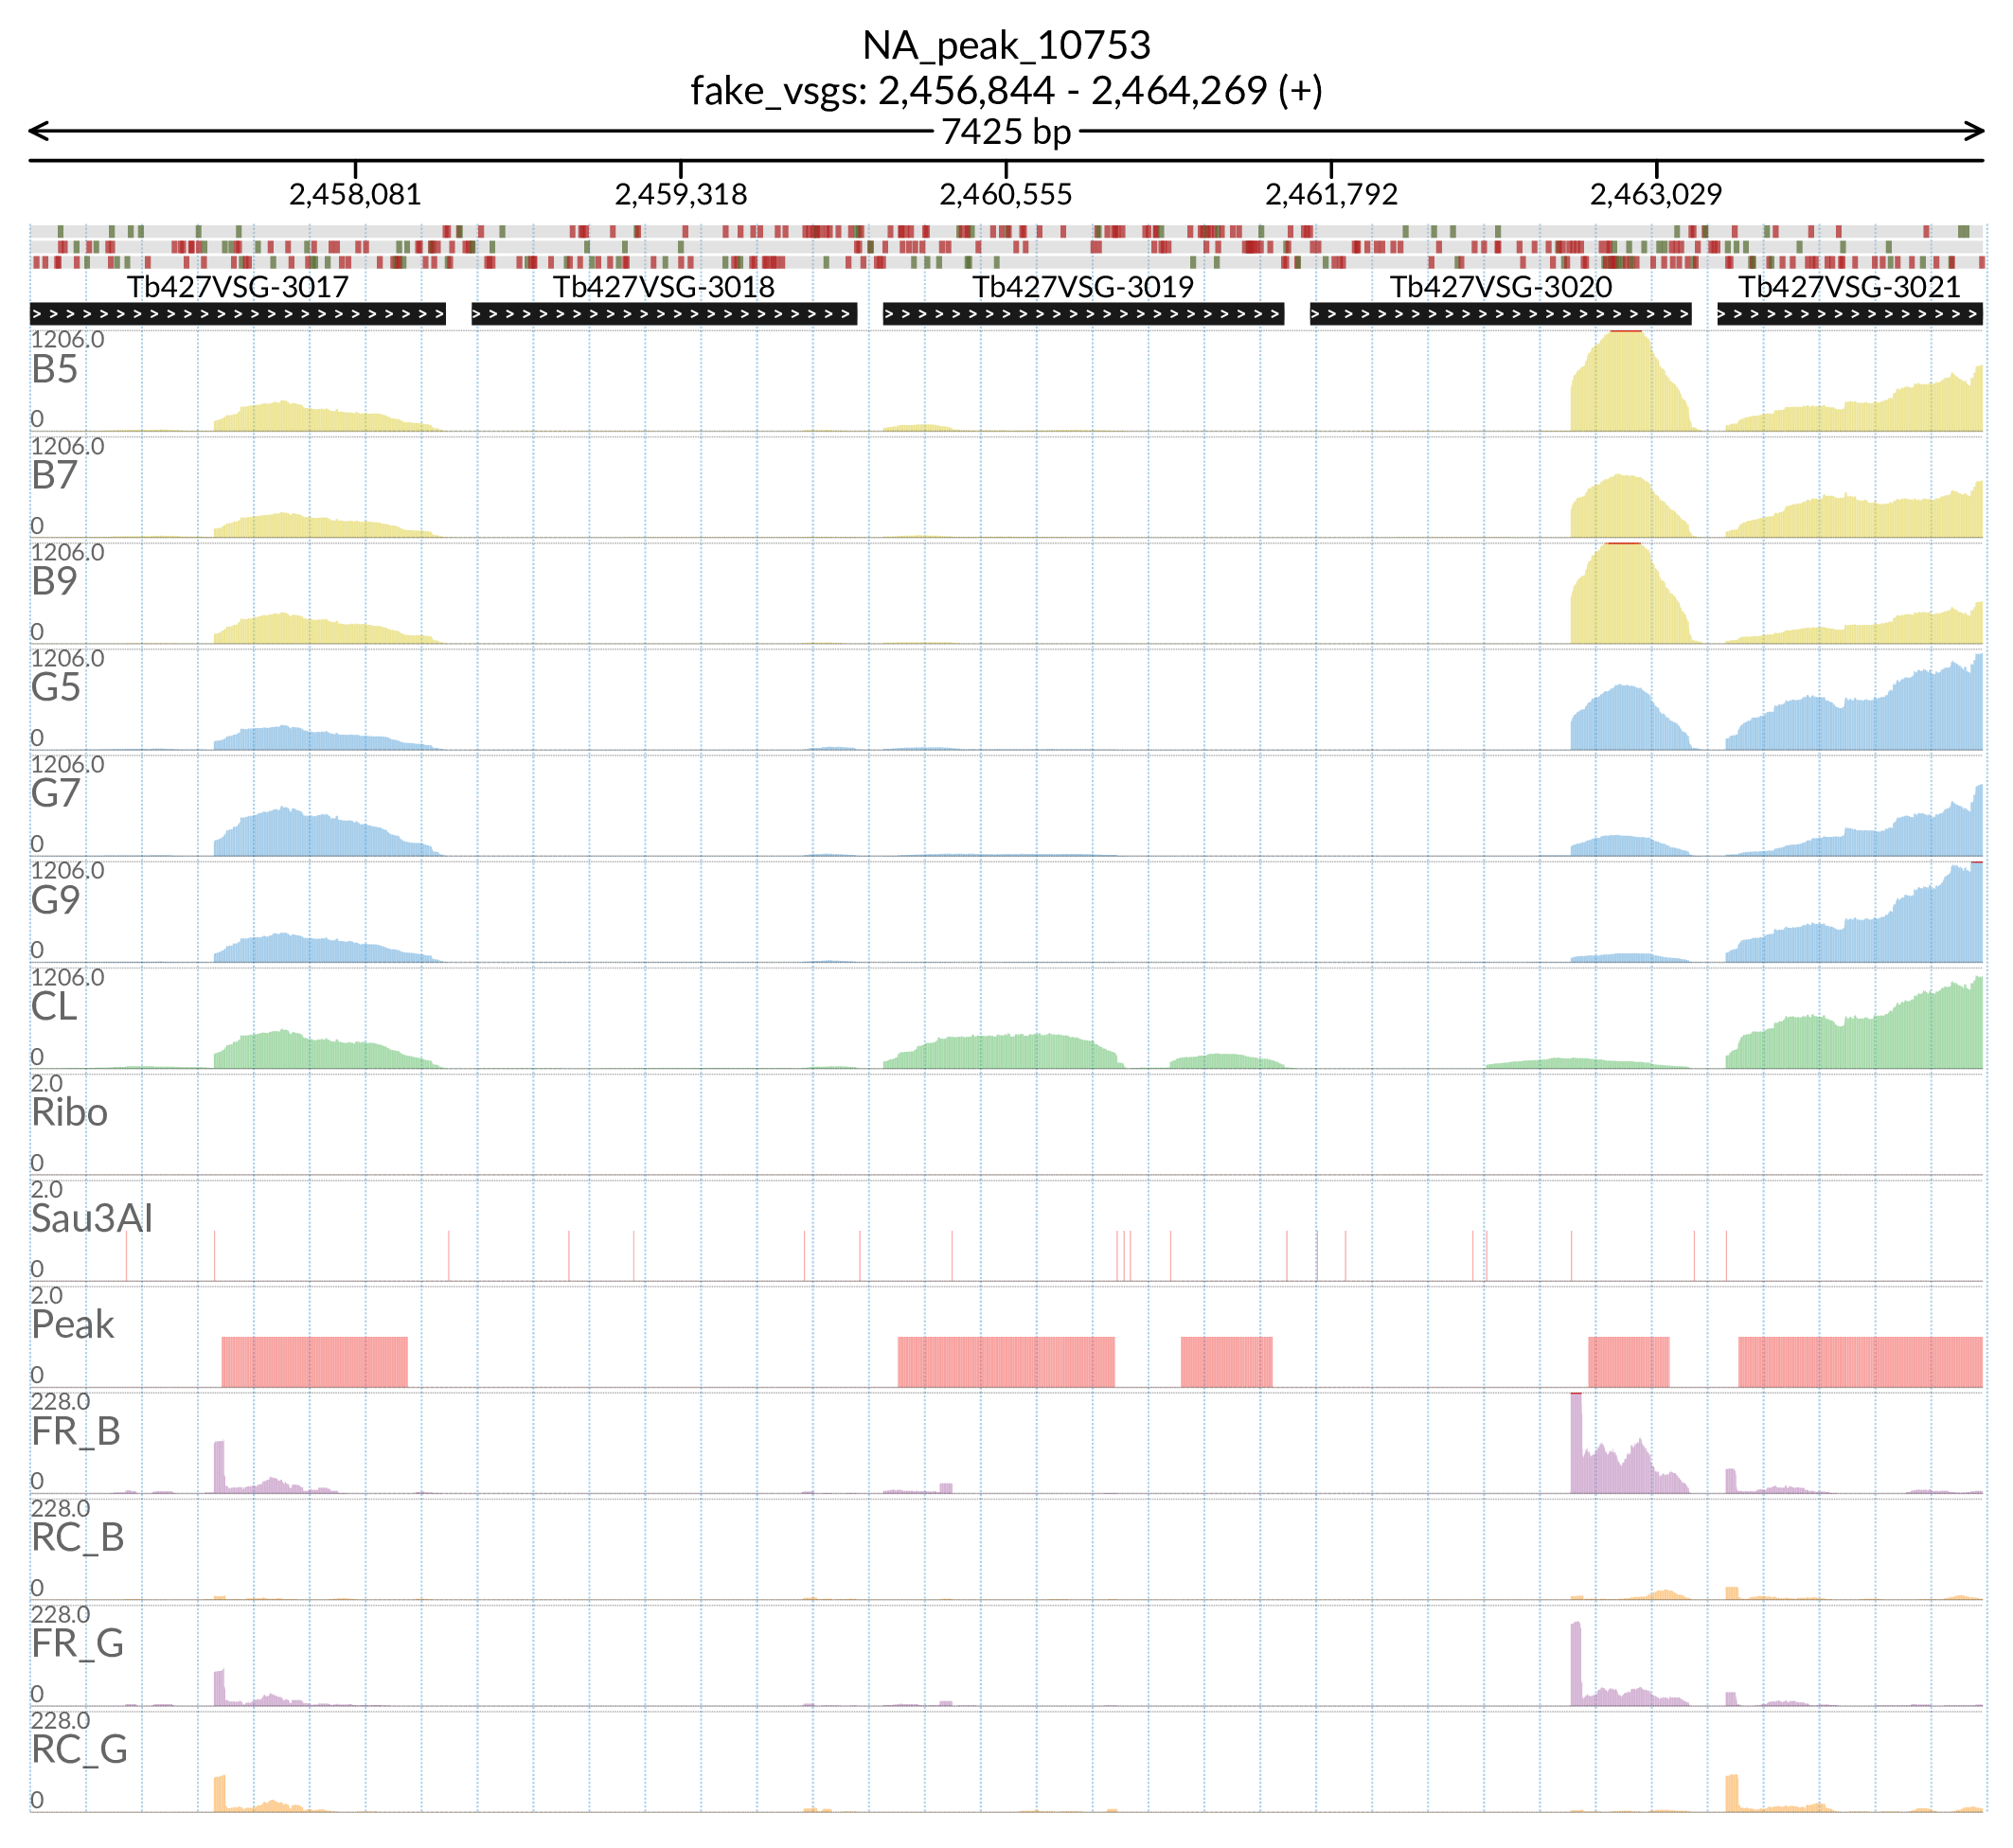 NA_peak_10753
fake_vsgs: 2,456,844 - 2,464,269 (+)
7425 bp
2,458,081 2,459,318 2,460,555 2,461,792 2,463,029
Tb427VSG-3017 Tb427VSG-3018 Tb427VSG-3019 Tb427VSG-3020 Tb427VSG-3021
1206.0
B5
0
1206.0
B7
0
1206.0
B9
0
1206.0
G5
0
1206.0
G7
0
1206.0
G9
0
1206.0
CL
0
2.0
Ribo
0
2.0
Sau3AI
0
2.0
Peak
0
228.0
FR_B
0
228.0
RC_B
0
228.0
FR_G
0
228.0
RC_G
0